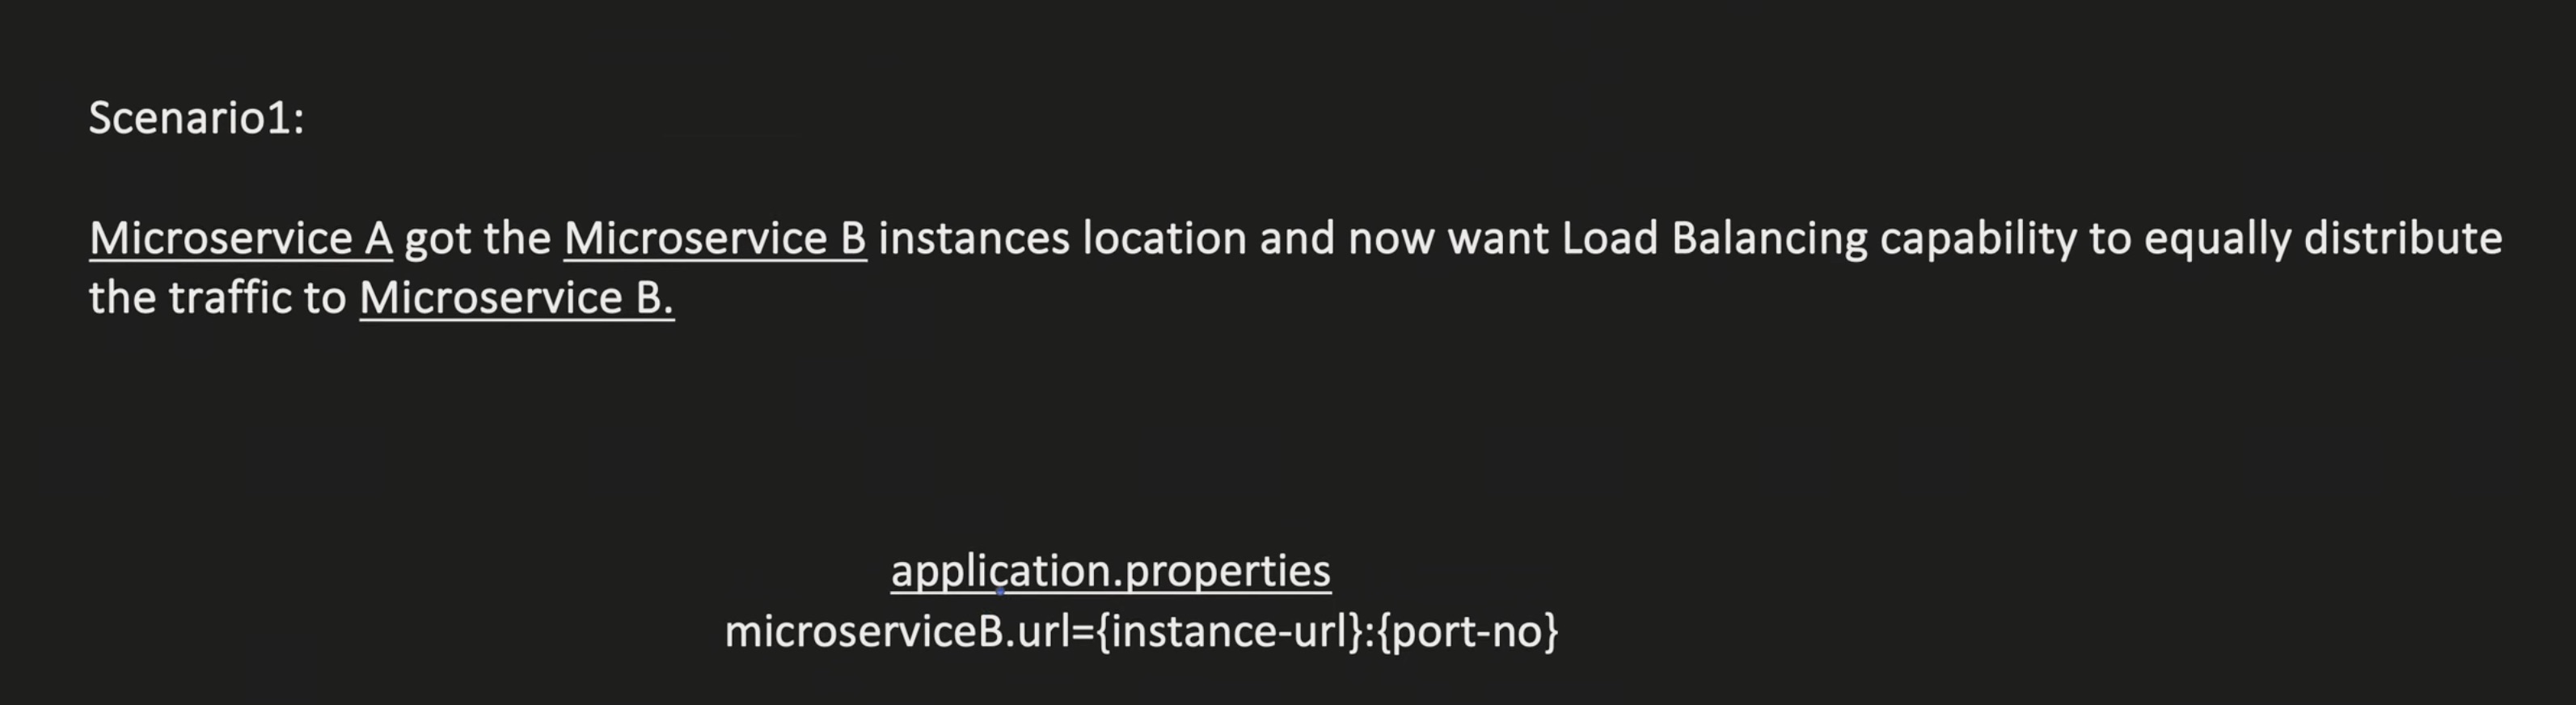 Scenario1:
Microservice A got the Microservice B instances location and now want Load Balancing capability to equally distribute
the traffic to Microservice B.
application.properties
microserviceB.url={instance-url}:{port-no}